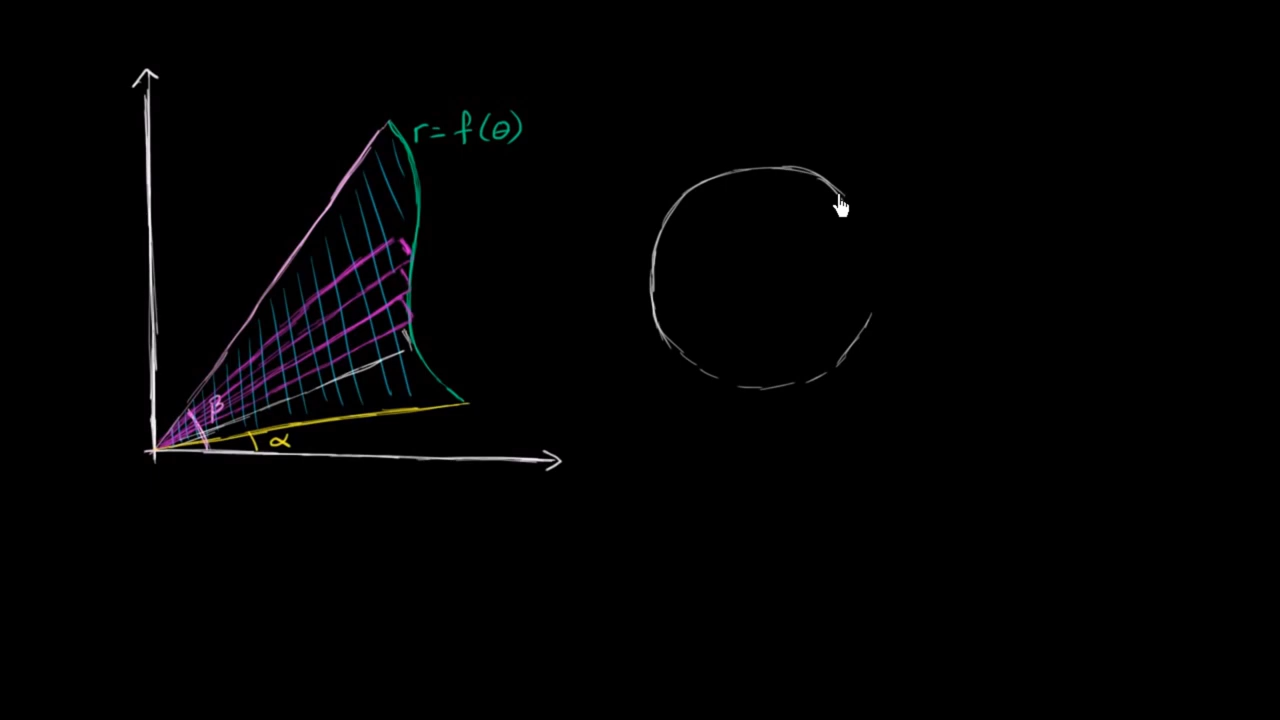 r = f(θ)
β
α